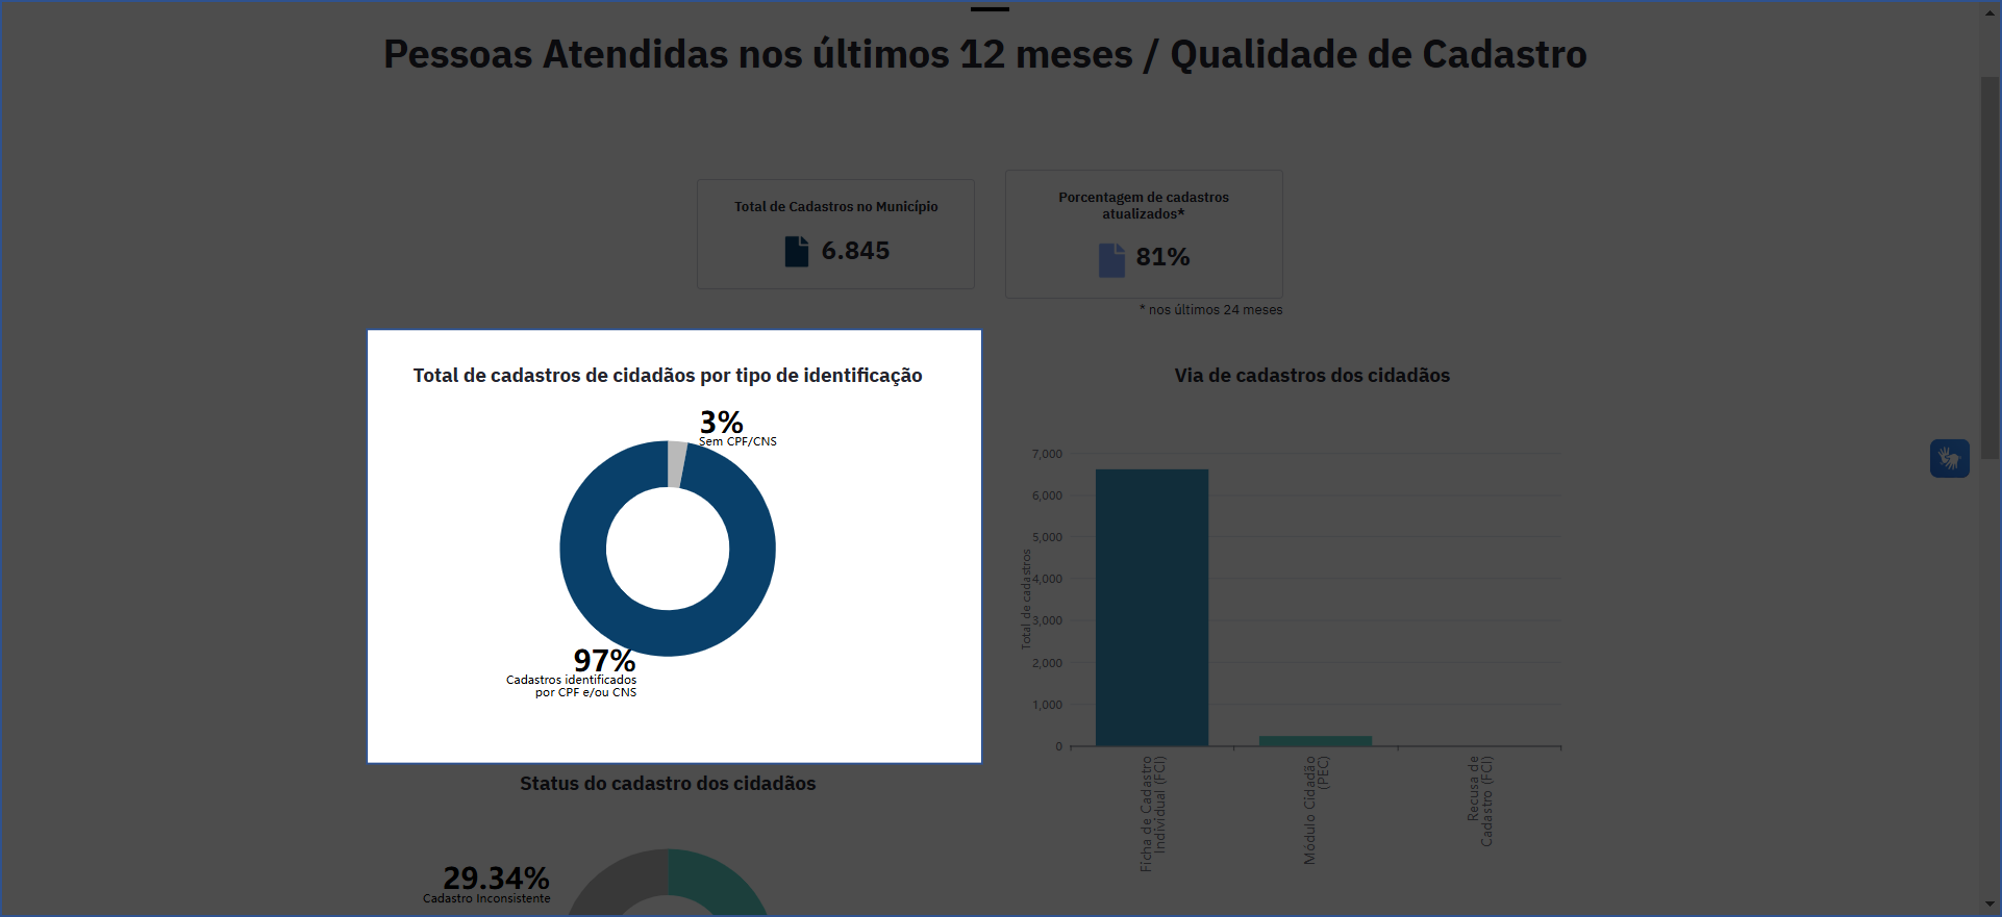 Pessoas Atendidas nos últimos 12 meses / Qualidade de Cadastro
Total de Cadastros no Município
6.845
Porcentagem de cadastros
atualizados*
81%
* nos últimos 24 meses
Total de cadastros de cidadãos por tipo de identificação
3%
Sem CPF/CNS
97%
Cadastros identificados
por CPF e/ou CNS
Via de cadastros dos cidadãos
Total de cadastros
7,000
6,000
5,000
4,000
3,000
2,000
1,000
0
Ficha de Cadastro
Individual (FCI)
Módulo Cidadão
(PEC)
Recusa de
Cadastro (FCI)
Status do cadastro dos cidadãos
29.34%
Cadastro Inconsistente